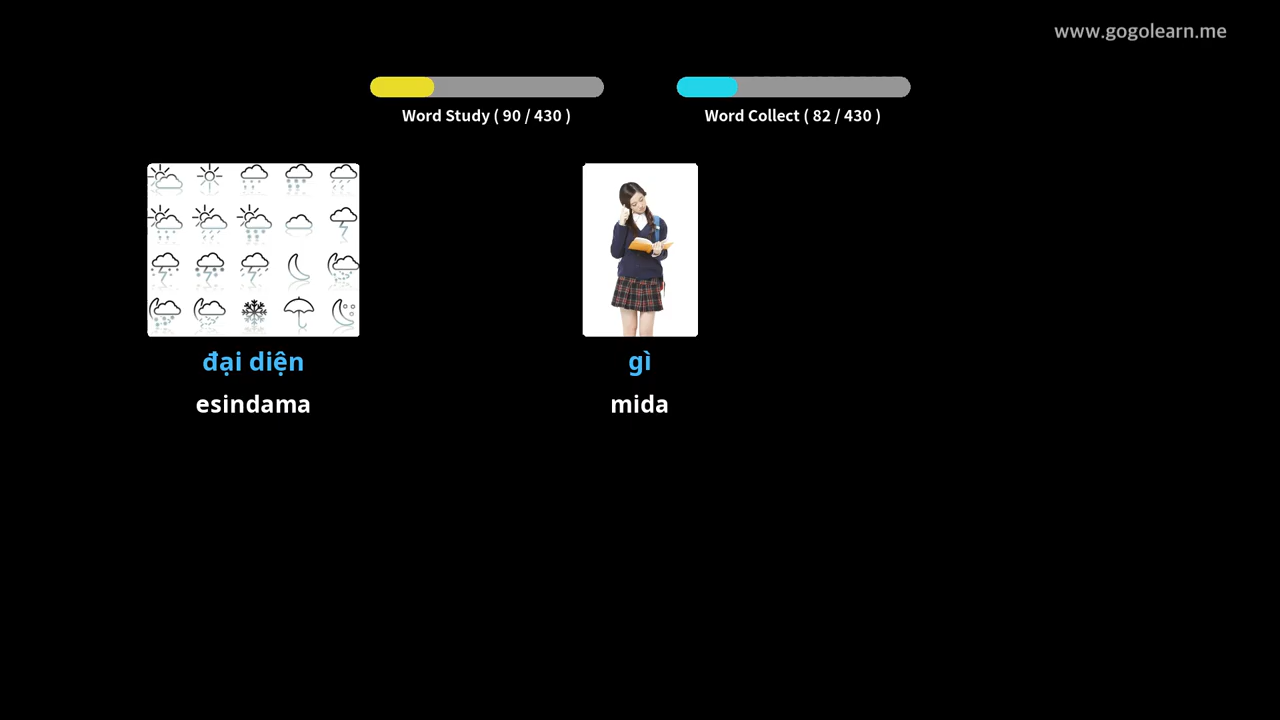 www.gogolearn.me
Word Study ( 90 / 430 )
Word Collect ( 82 / 430 )
đại diện
esindama
gì
mida